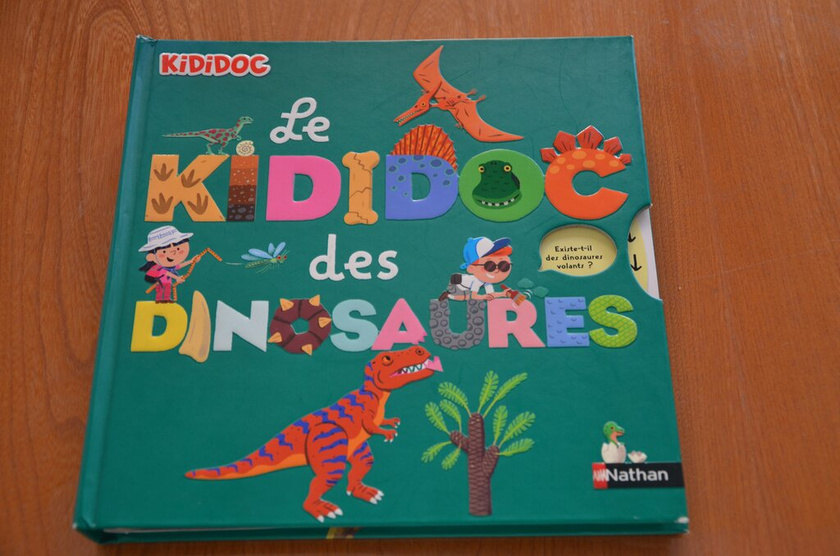 KiDiDOC
Le
KIDIDOC
des
Existe-t-il
des dinosaures
volants ?
DINOSAURES
Nathan